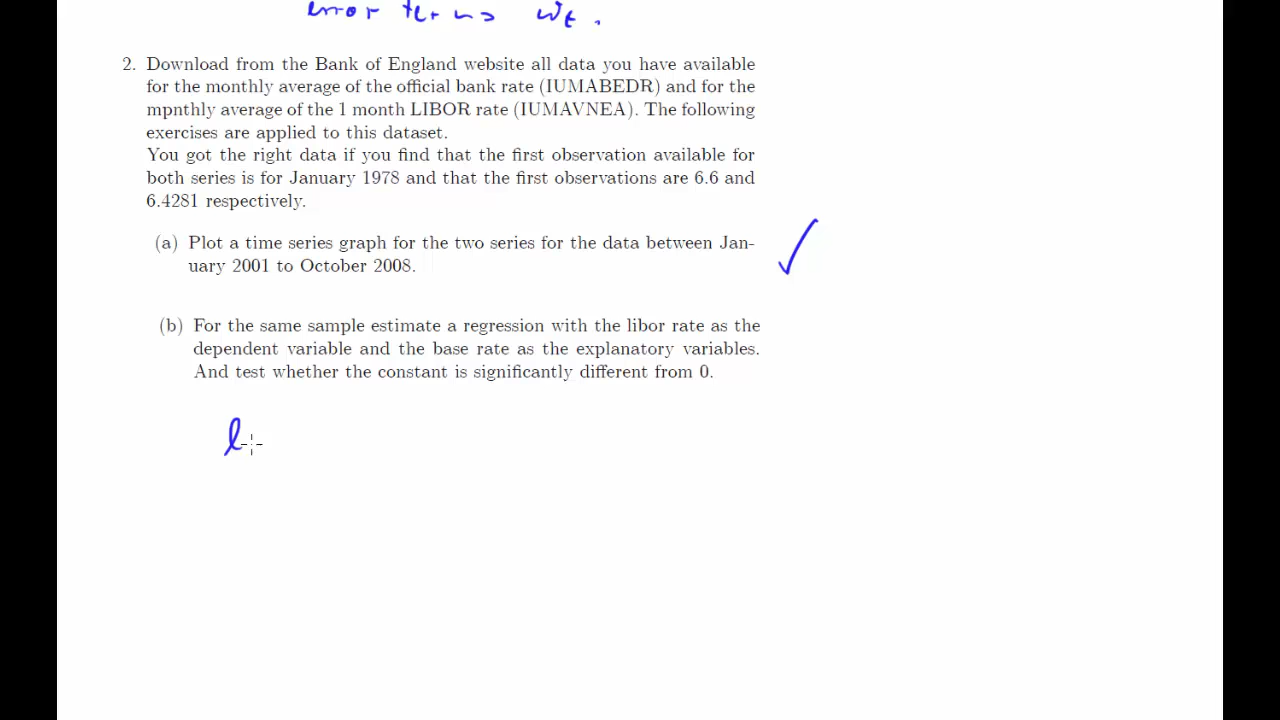 error terms wt.
2. Download from the Bank of England website all data you have available
for the monthly average of the official bank rate (IUMABEDR) and for the
mpnthly average of the 1 month LIBOR rate (IUMAVNEA). The following
exercises are applied to this dataset.
You got the right data if you find that the first observation available for
both series is for January 1978 and that the first observations are 6.6 and
6.4281 respectively.
(a) Plot a time series graph for the two series for the data between Jan-
uary 2001 to October 2008.
(b) For the same sample estimate a regression with the libor rate as the
dependent variable and the base rate as the explanatory variables.
And test whether the constant is significantly different from 0.
l